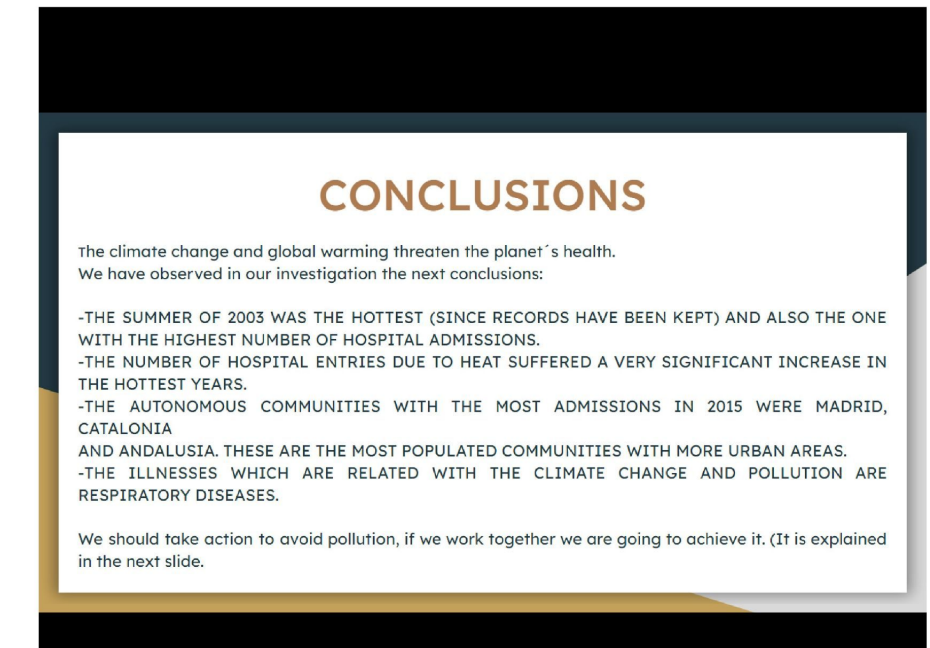 CONCLUSIONS
The climate change and global warming threaten the planet´s health.
We have observed in our investigation the next conclusions:
-THE SUMMER OF 2003 WAS THE HOTTEST (SINCE RECORDS HAVE BEEN KEPT) AND ALSO THE ONE
WITH THE HIGHEST NUMBER OF HOSPITAL ADMISSIONS.
-THE NUMBER OF HOSPITAL ENTRIES DUE TO HEAT SUFFERED A VERY SIGNIFICANT INCREASE IN
THE HOTTEST YEARS.
-THE AUTONOMOUS COMMUNITIES WITH THE MOST ADMISSIONS IN 2015 WERE MADRID,
CATALONIA
AND ANDALUSIA. THESE ARE THE MOST POPULATED COMMUNITIES WITH MORE URBAN AREAS.
-THE ILLNESSES WHICH ARE RELATED WITH THE CLIMATE CHANGE AND POLLUTION ARE
RESPIRATORY DISEASES.
We should take action to avoid pollution, if we work together we are going to achieve it. (It is explained
in the next slide.